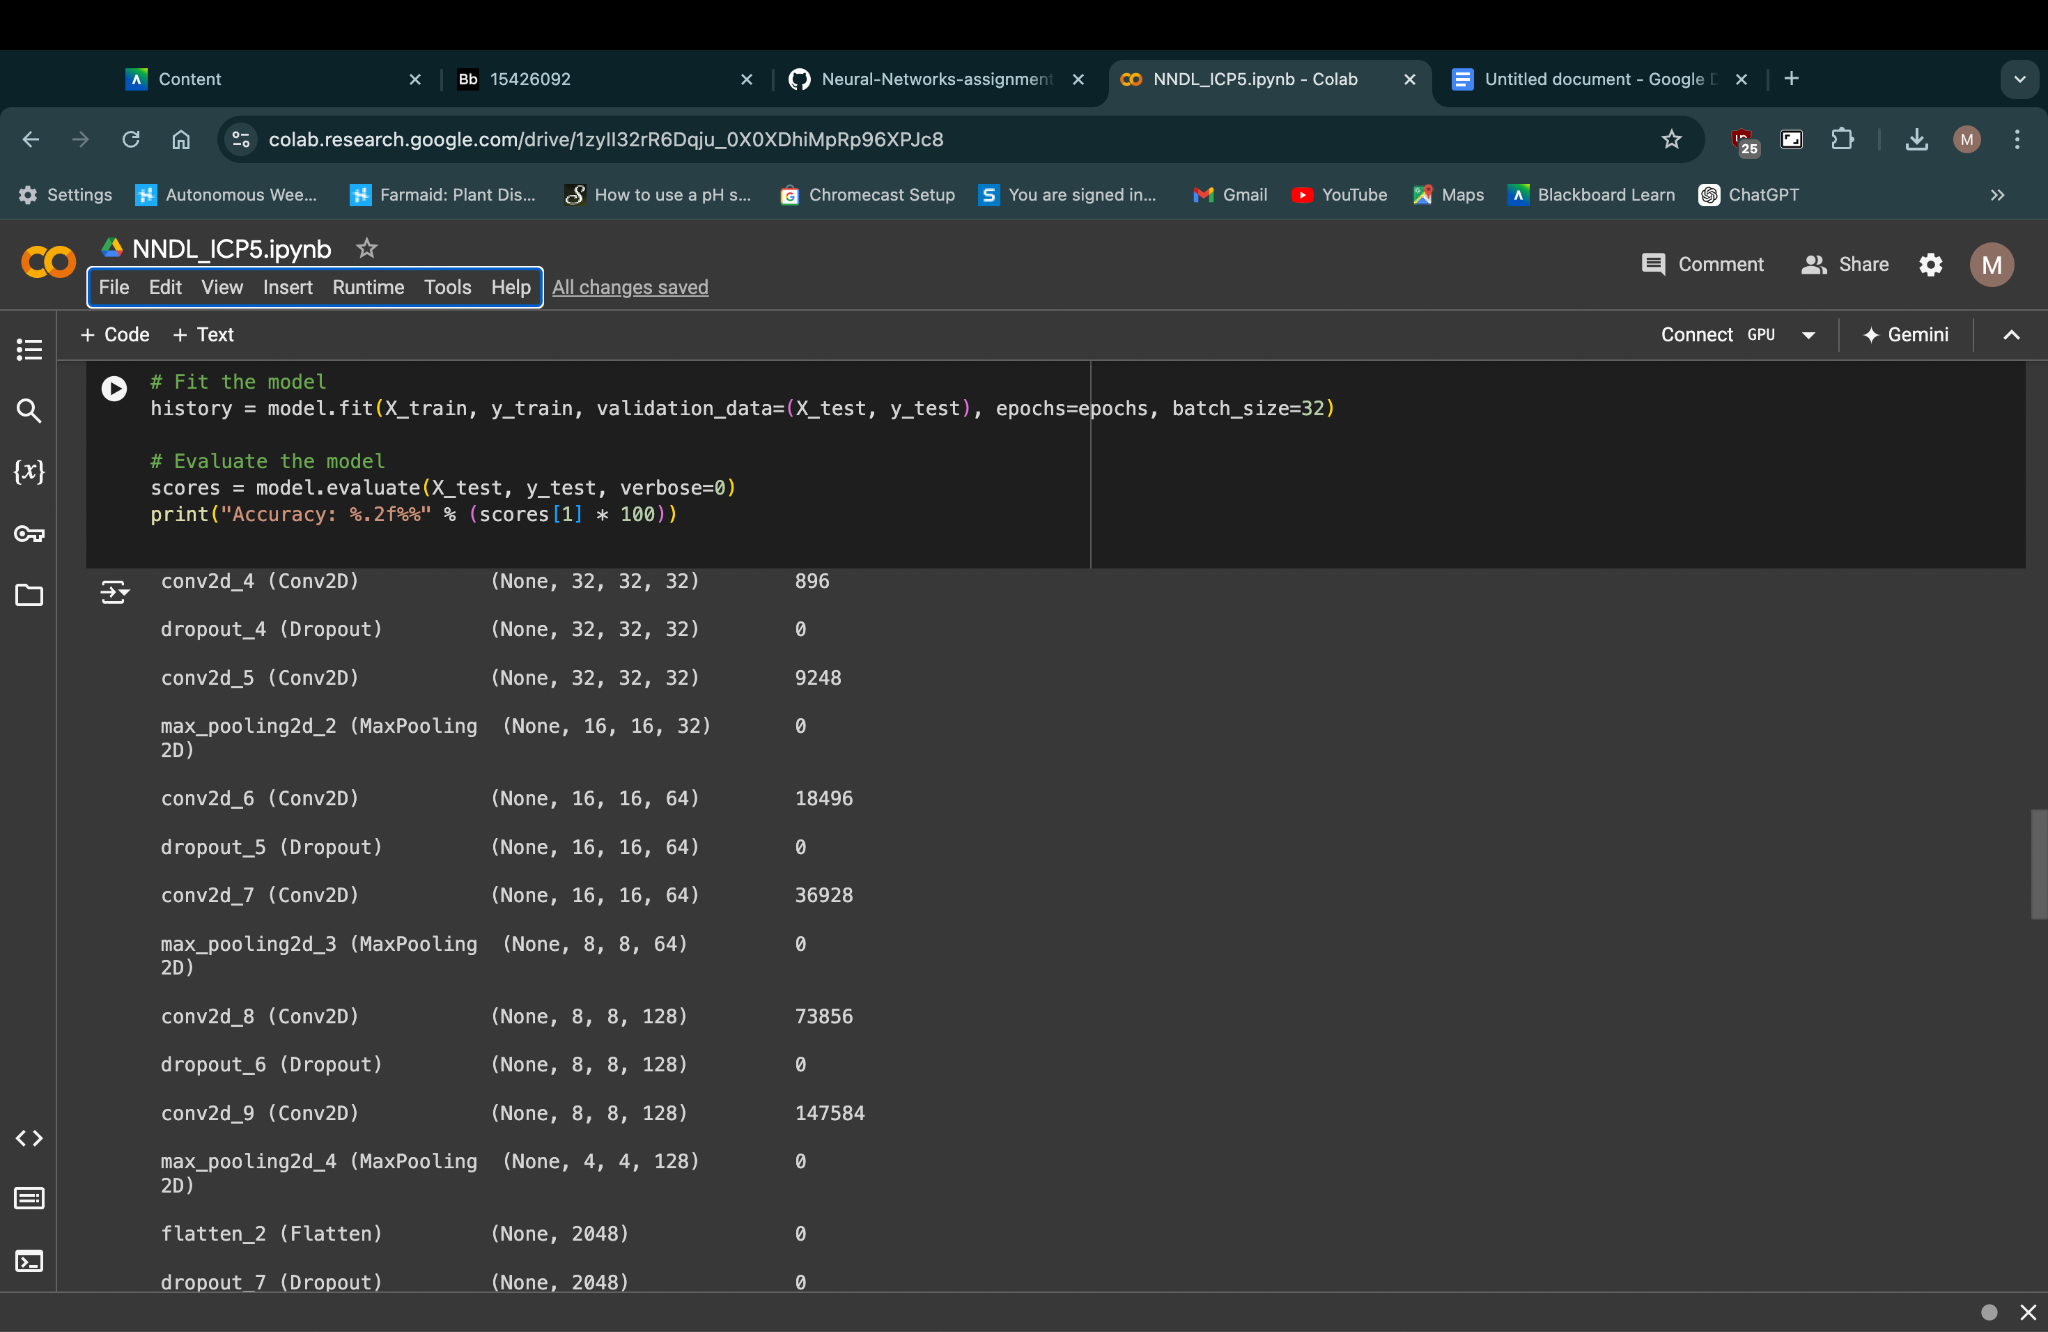 Content
Bb 15426092
Neural-Networks-assignment
NNDL_ICP5.ipynb - Colab
Untitled document - Google D
colab.research.google.com/drive/1zyIl32rR6Dqju_0X0XDhiMpRp96XPJc8
25
M
Settings
Autonomous Wee...
Farmaid: Plant Dis...
How to use a pH s...
Chromecast Setup
You are signed in...
Gmail
YouTube
Maps
Blackboard Learn
ChatGPT
NNDL_ICP5.ipynb
Comment
Share
M
File Edit View Insert Runtime Tools Help All changes saved
+ Code + Text
Connect GPU
Gemini
# Fit the model
history = model.fit(X_train, y_train, validation_data=(X_test, y_test), epochs=epochs, batch_size=32)
# Evaluate the model
scores = model.evaluate(X_test, y_test, verbose=0)
print("Accuracy: %.2f%%" % (scores[1] * 100))
conv2d_4 (Conv2D) (None, 32, 32, 32) 896
dropout_4 (Dropout) (None, 32, 32, 32) 0
conv2d_5 (Conv2D) (None, 32, 32, 32) 9248
max_pooling2d_2 (MaxPooling (None, 16, 16, 32) 0
2D)
conv2d_6 (Conv2D) (None, 16, 16, 64) 18496
dropout_5 (Dropout) (None, 16, 16, 64) 0
conv2d_7 (Conv2D) (None, 16, 16, 64) 36928
max_pooling2d_3 (MaxPooling (None, 8, 8, 64) 0
2D)
conv2d_8 (Conv2D) (None, 8, 8, 128) 73856
dropout_6 (Dropout) (None, 8, 8, 128) 0
conv2d_9 (Conv2D) (None, 8, 8, 128) 147584
max_pooling2d_4 (MaxPooling (None, 4, 4, 128) 0
2D)
flatten_2 (Flatten) (None, 2048) 0
dropout_7 (Dropout) (None, 2048) 0